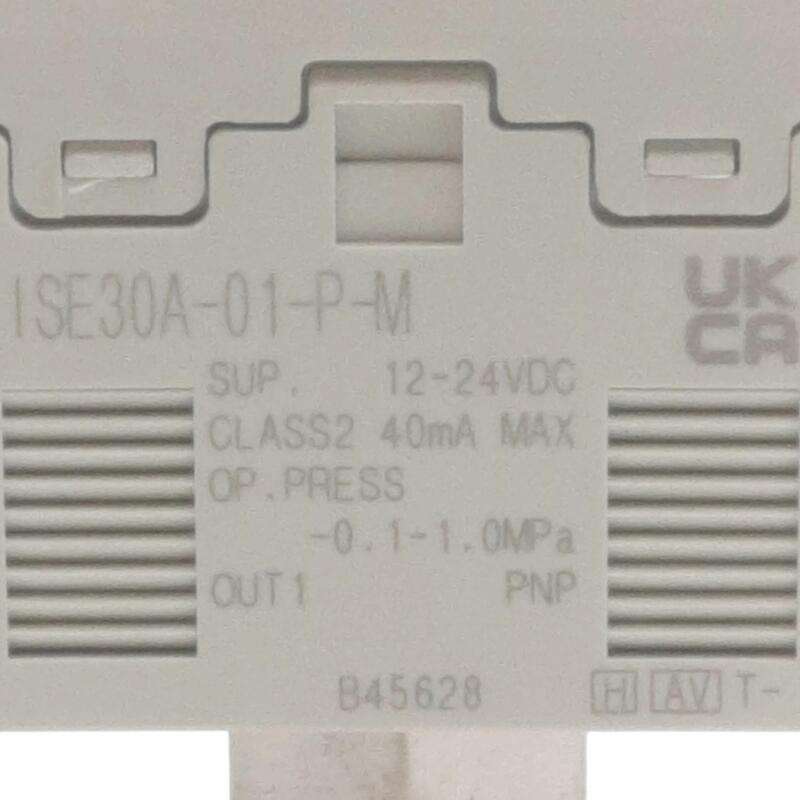 ISE30A-01-P-M
UK
CA
SUP. 12-24VDC
CLASS2 40mA MAX
OP.PRESS
-0.1-1.0MPa
OUT1 PNP
B45628 H AV T-